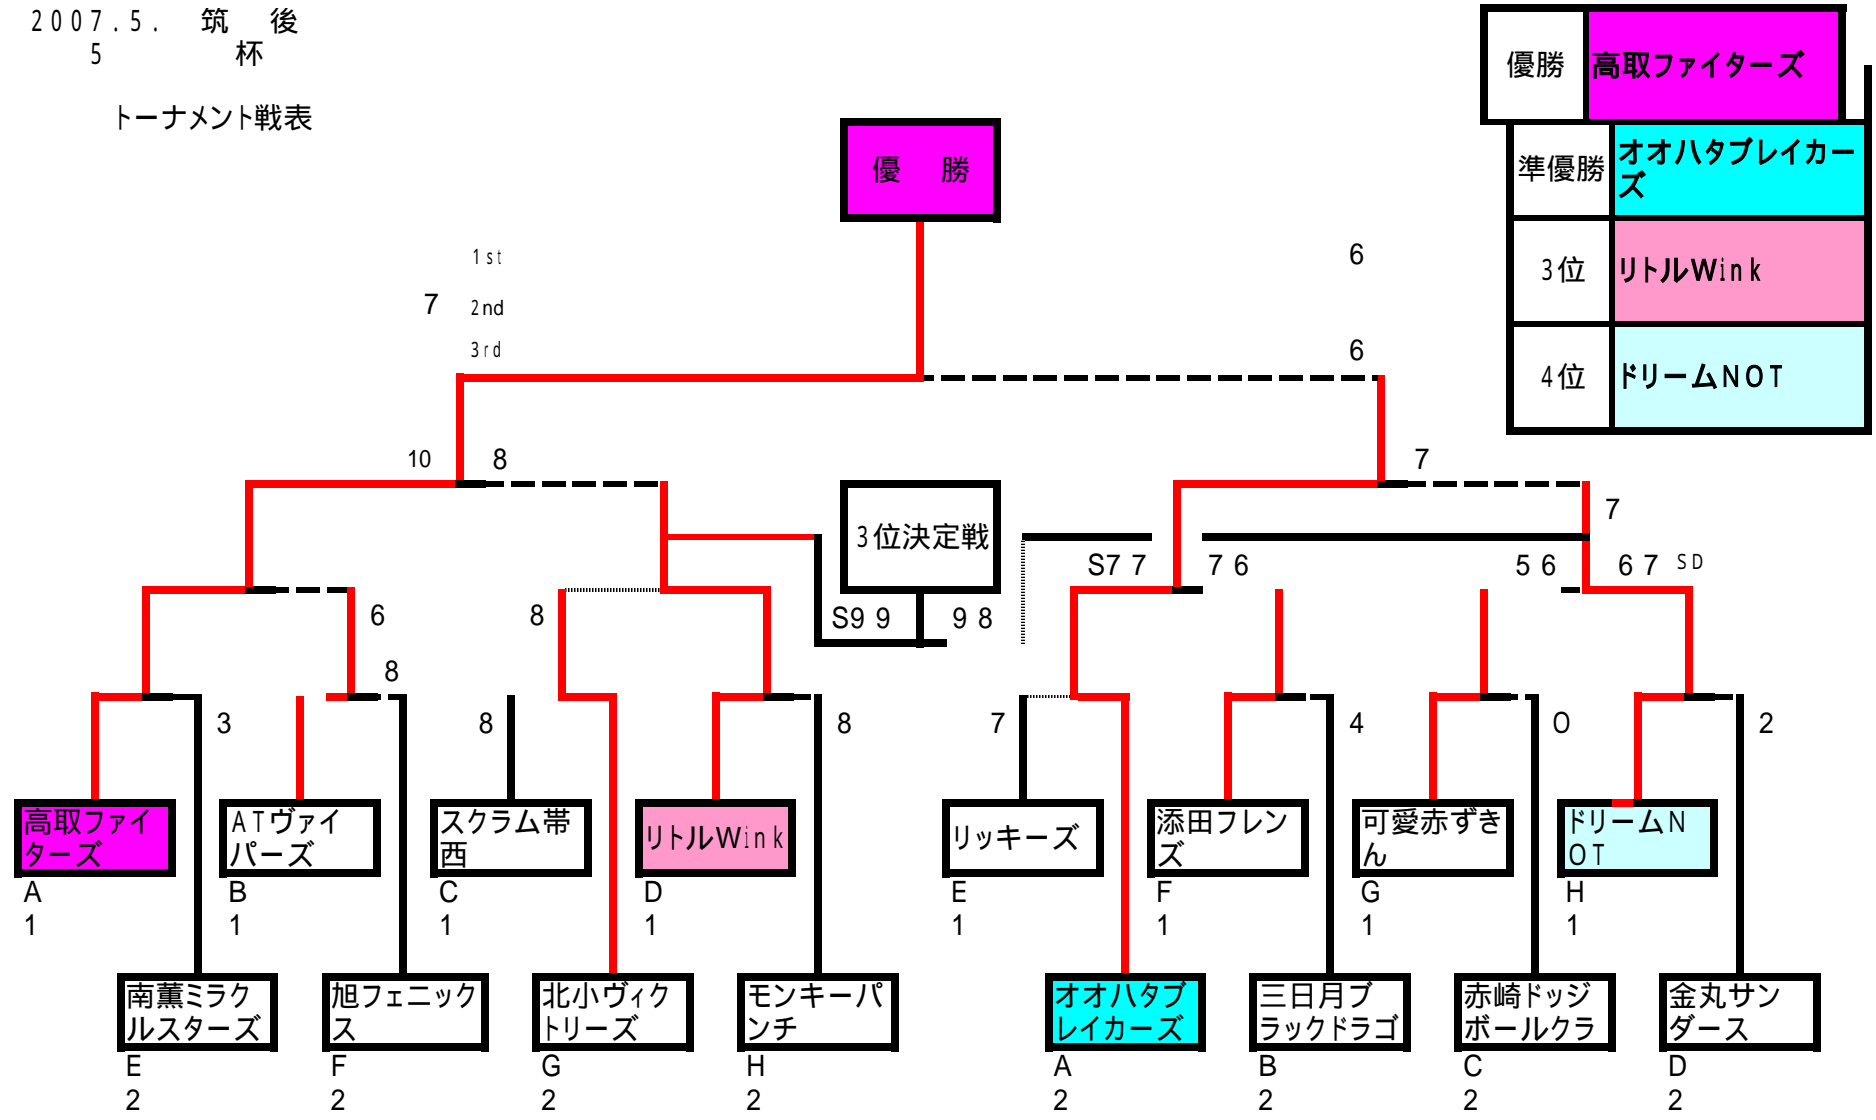 2007.5. 筑 後
5 杯
トーナメント戦表
優勝 高取ファイターズ
準優勝 オオハタブレイカー
ズ
3位 リトルWink
4位 ドリームNOT
優 勝
1st 6
7 2nd
3rd 6
10 8 7
3位決定戦 7
S7 7 7 6 5 6 6 7 SD
6 8 S9 9 9 8
8
3 8 8 7 4 0 2
高取ファイ
ターズ
A
1
ATヴァイ
パーズ
B
1
スクラム帯
西
C
1
リトルWink
D
1
リッキーズ
E
1
添田フレン
ズ
F
1
可愛赤ずき
ん
G
1
ドリームN
OT
H
1
南薫ミラク
ルスターズ
E
2
旭フェニック
ス
F
2
北小ヴィク
トリーズ
G
2
モンキーパ
ンチ
H
2
オオハタブ
レイカーズ
A
2
三日月ブ
ラックドラゴ
B
2
赤崎ドッジ
ボールクラ
C
2
金丸サン
ダース
D
2